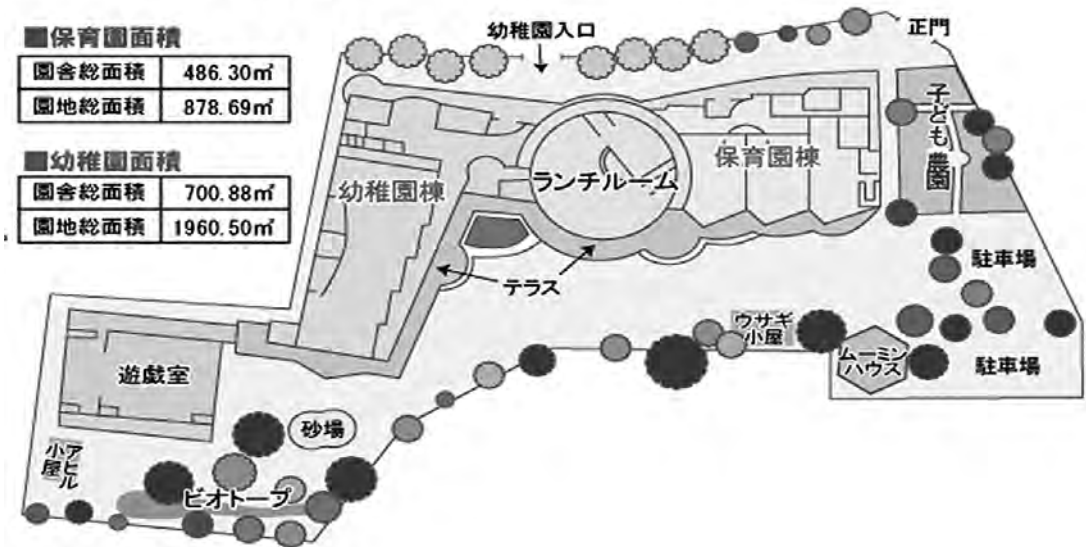 ■保育園面積
園舎総面積 486.30㎡
園地総面積 878.69㎡
■幼稚園面積
園舎総面積 700.88㎡
園地総面積 1960.50㎡
幼稚園入口
正門
子ども農園
保育園棟
ランチルーム
幼稚園棟
テラス
駐車場
ウサギ
小屋
ムーミン
ハウス
駐車場
遊戯室
砂場
アヒル
小屋
ビオトープ